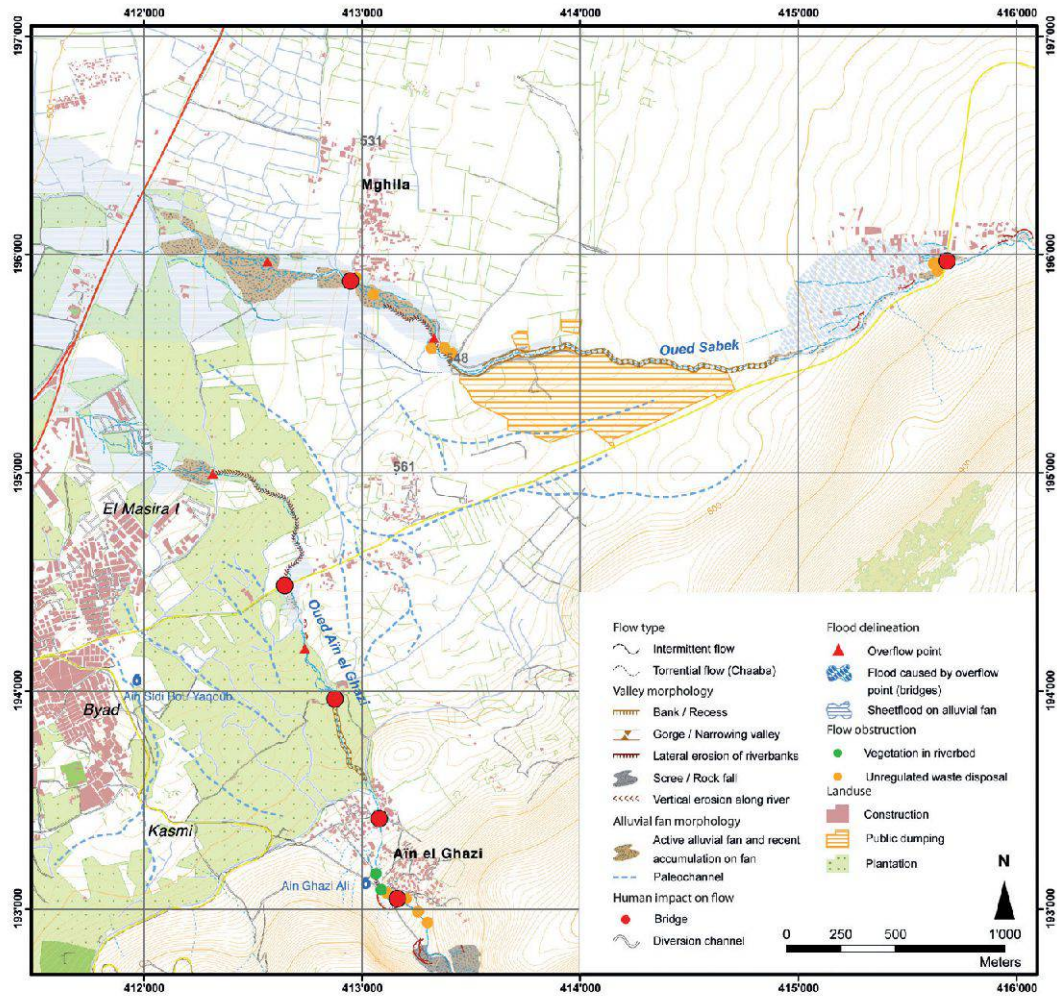 412'000
413'000
414'000
415'000
416'000
197'000
197'000
531
Mghila
500
196'000
196'000
Oued Sabek
548
561
195'000
195'000
900
El Masira I
600
Oued Aïn el Ghazi
194'000
194'000
Ain Sidi Bou Yaqoub
Byad
Kasmi
Aïn el Ghazi
Ain Ghazi Ali
193'000
193'000
Flow type
Intermittent flow
Torrential flow (Chaaba)
Valley morphology
Bank / Recess
Gorge / Narrowing valley
Lateral erosion of riverbanks
Scree / Rock fall
Vertical erosion along river
Alluvial fan morphology
Active alluvial fan and recent
accumulation on fan
Paleochannel
Human impact on flow
Bridge
Diversion channel
Flood delineation
Overflow point
Flood caused by overflow
point (bridges)
Sheetflood on alluvial fan
Flow obstruction
Vegetation in riverbed
Unregulated waste disposal
Landuse
Construction
Public dumping
Plantation
N
0 500 1'000
Meters
412'000
413'000
414'000
415'000
416'000